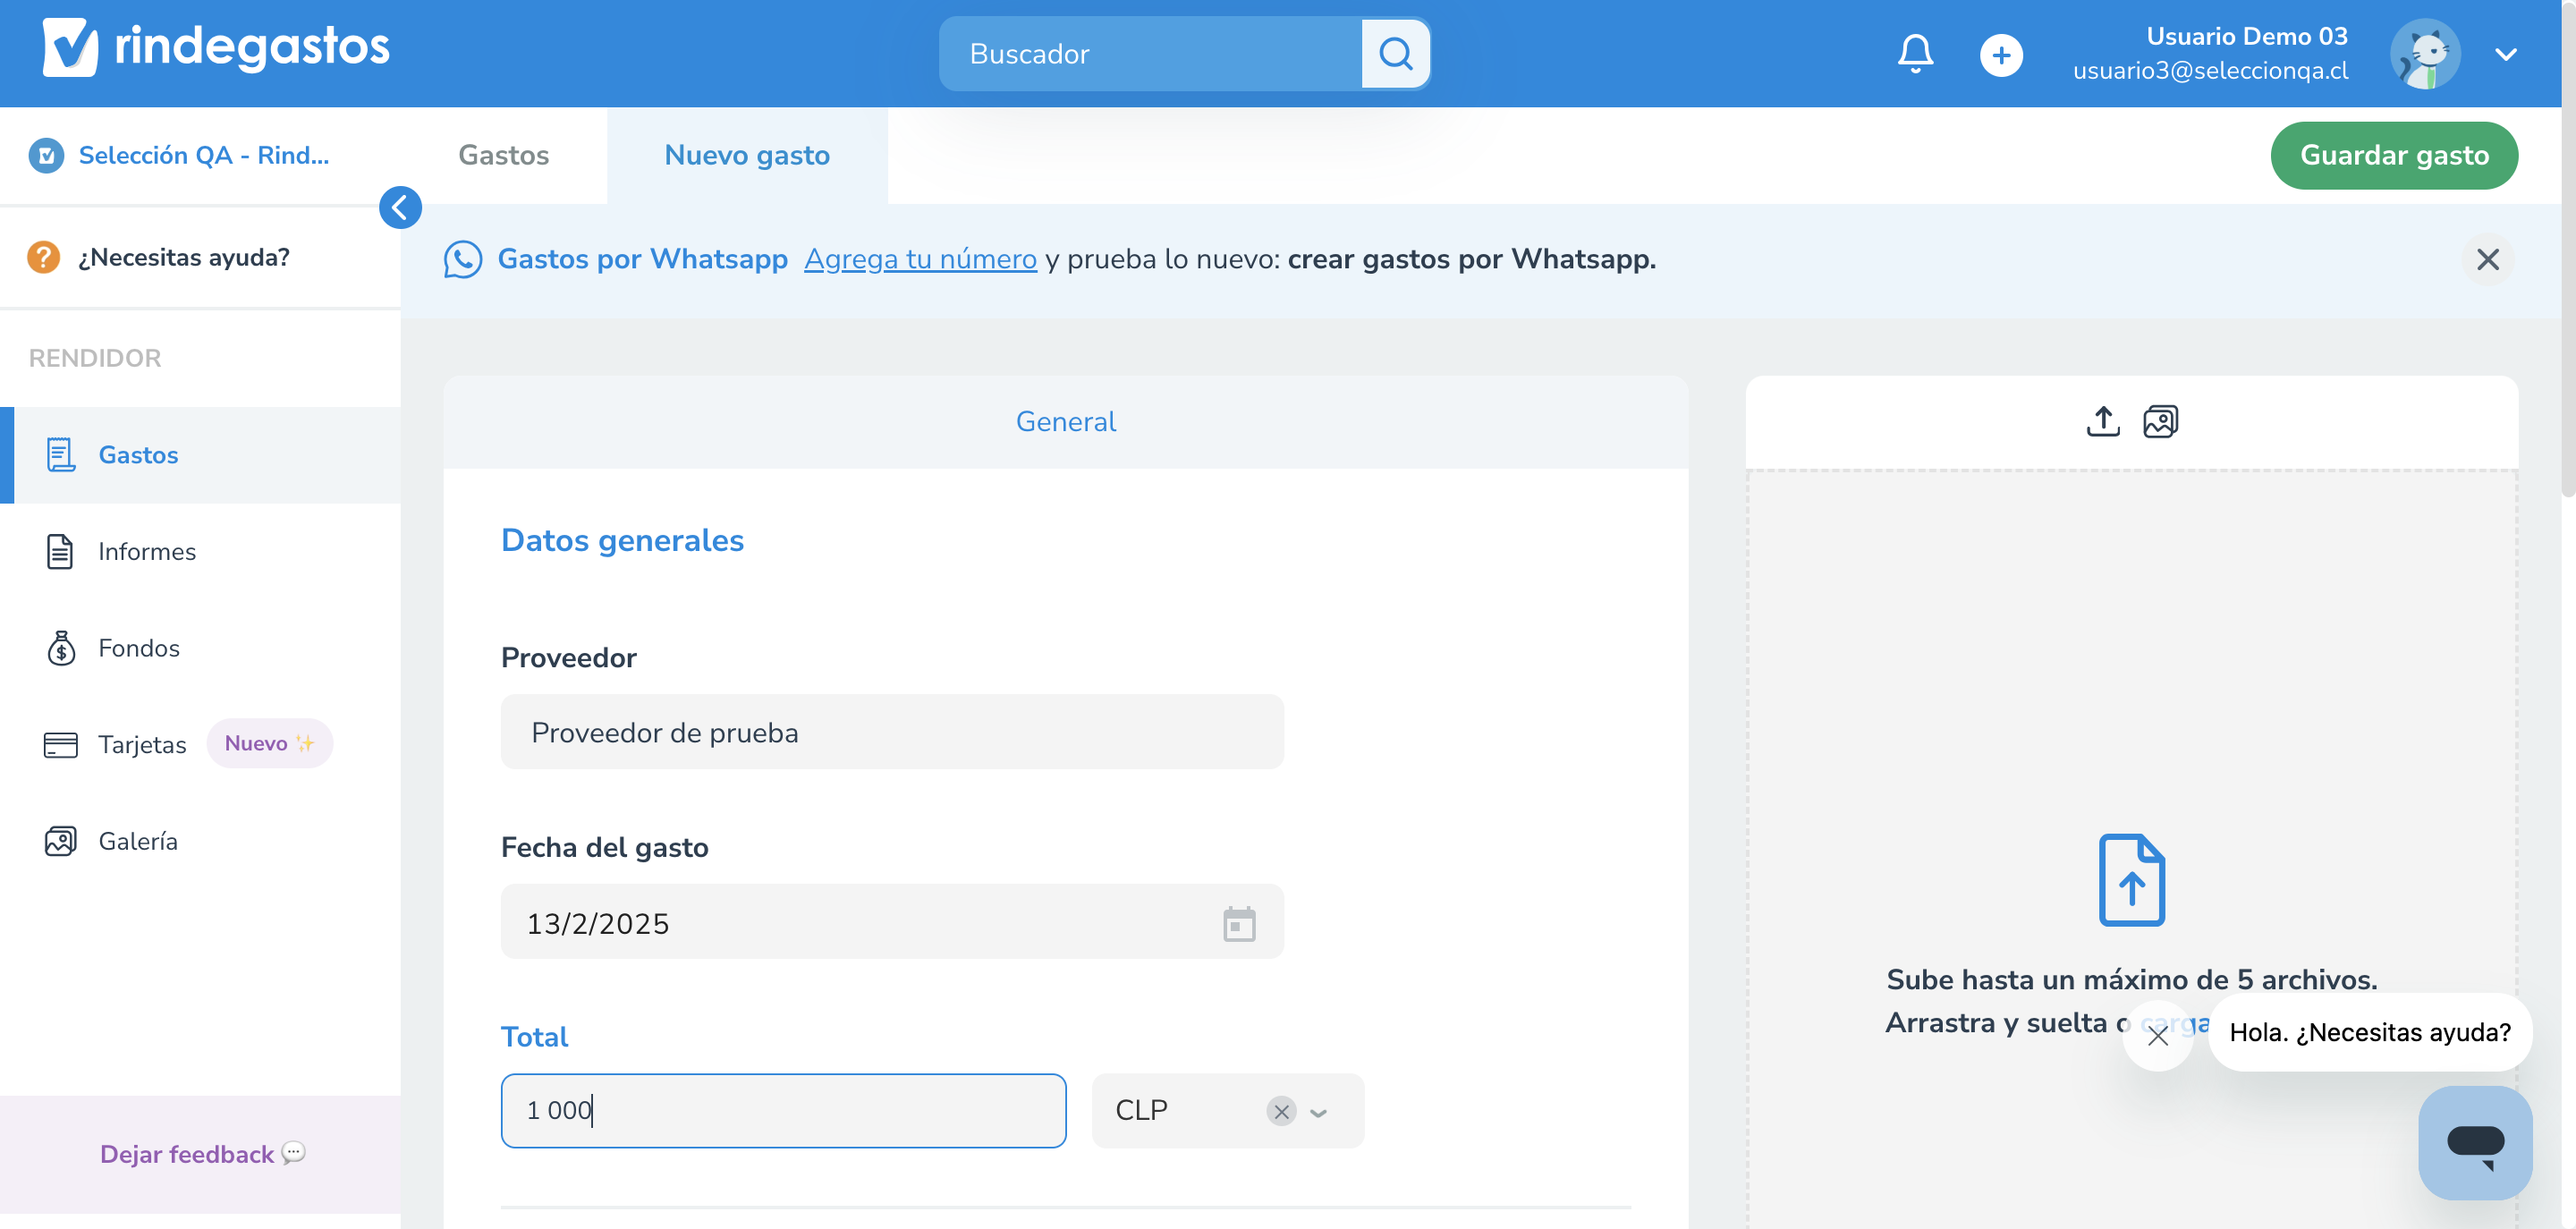 rindegastos
Buscador
Usuario Demo 03
usuario3@seleccionqa.cl
Selección QA - Rind...
Gastos
Nuevo gasto
Guardar gasto
¿Necesitas ayuda?
Gastos por Whatsapp Agrega tu número y prueba lo nuevo: crear gastos por Whatsapp.
RENDIDOR
Gastos
Informes
Fondos
Tarjetas
Nuevo ✨
Galería
Dejar feedback 💬
General
Datos generales
Proveedor
Proveedor de prueba
Fecha del gasto
13/2/2025
Total
1 000
CLP
Sube hasta un máximo de 5 archivos.
Arrastra y suelta o carga
Hola. ¿Necesitas ayuda?